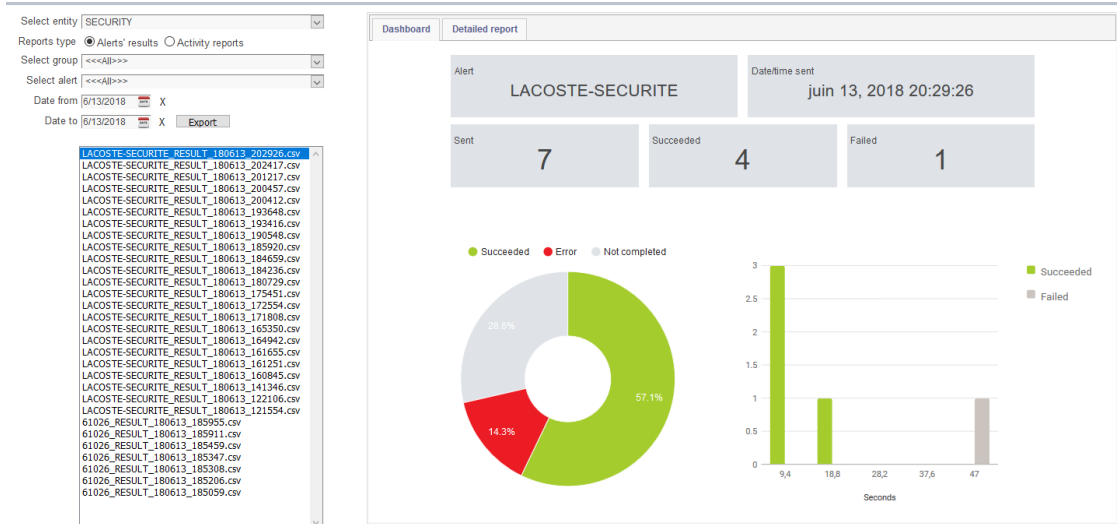 Select entity SECURITY
Reports type Alerts' results Activity reports
Select group <<<All>>>
Select alert <<<All>>>
Date from 6/13/2018 X
Date to 6/13/2018 X Export
LACOSTE-SECURITE_RESULT_180613_202926.csv
LACOSTE-SECURITE_RESULT_180613_202417.csv
LACOSTE-SECURITE_RESULT_180613_201217.csv
LACOSTE-SECURITE_RESULT_180613_200457.csv
LACOSTE-SECURITE_RESULT_180613_200412.csv
LACOSTE-SECURITE_RESULT_180613_193648.csv
LACOSTE-SECURITE_RESULT_180613_193416.csv
LACOSTE-SECURITE_RESULT_180613_190548.csv
LACOSTE-SECURITE_RESULT_180613_185920.csv
LACOSTE-SECURITE_RESULT_180613_184659.csv
LACOSTE-SECURITE_RESULT_180613_184236.csv
LACOSTE-SECURITE_RESULT_180613_180729.csv
LACOSTE-SECURITE_RESULT_180613_175451.csv
LACOSTE-SECURITE_RESULT_180613_172554.csv
LACOSTE-SECURITE_RESULT_180613_171808.csv
LACOSTE-SECURITE_RESULT_180613_165350.csv
LACOSTE-SECURITE_RESULT_180613_164942.csv
LACOSTE-SECURITE_RESULT_180613_161655.csv
LACOSTE-SECURITE_RESULT_180613_161251.csv
LACOSTE-SECURITE_RESULT_180613_160845.csv
LACOSTE-SECURITE_RESULT_180613_141346.csv
LACOSTE-SECURITE_RESULT_180613_122106.csv
LACOSTE-SECURITE_RESULT_180613_121554.csv
61026_RESULT_180613_185955.csv
61026_RESULT_180613_185911.csv
61026_RESULT_180613_185459.csv
61026_RESULT_180613_185347.csv
61026_RESULT_180613_185308.csv
61026_RESULT_180613_185206.csv
61026_RESULT_180613_185059.csv
Dashboard Detailed report
Alert
LACOSTE-SECURITE
Date/time sent
juin 13, 2018 20:29:26
Sent
7
Succeeded
4
Failed
1
Succeeded Error Not completed
28.6%
57.1%
14.3%
3
2.5
2
1.5
1
0.5
0
9,4 18,8 28,2 37,6 47
Seconds
Succeeded
Failed